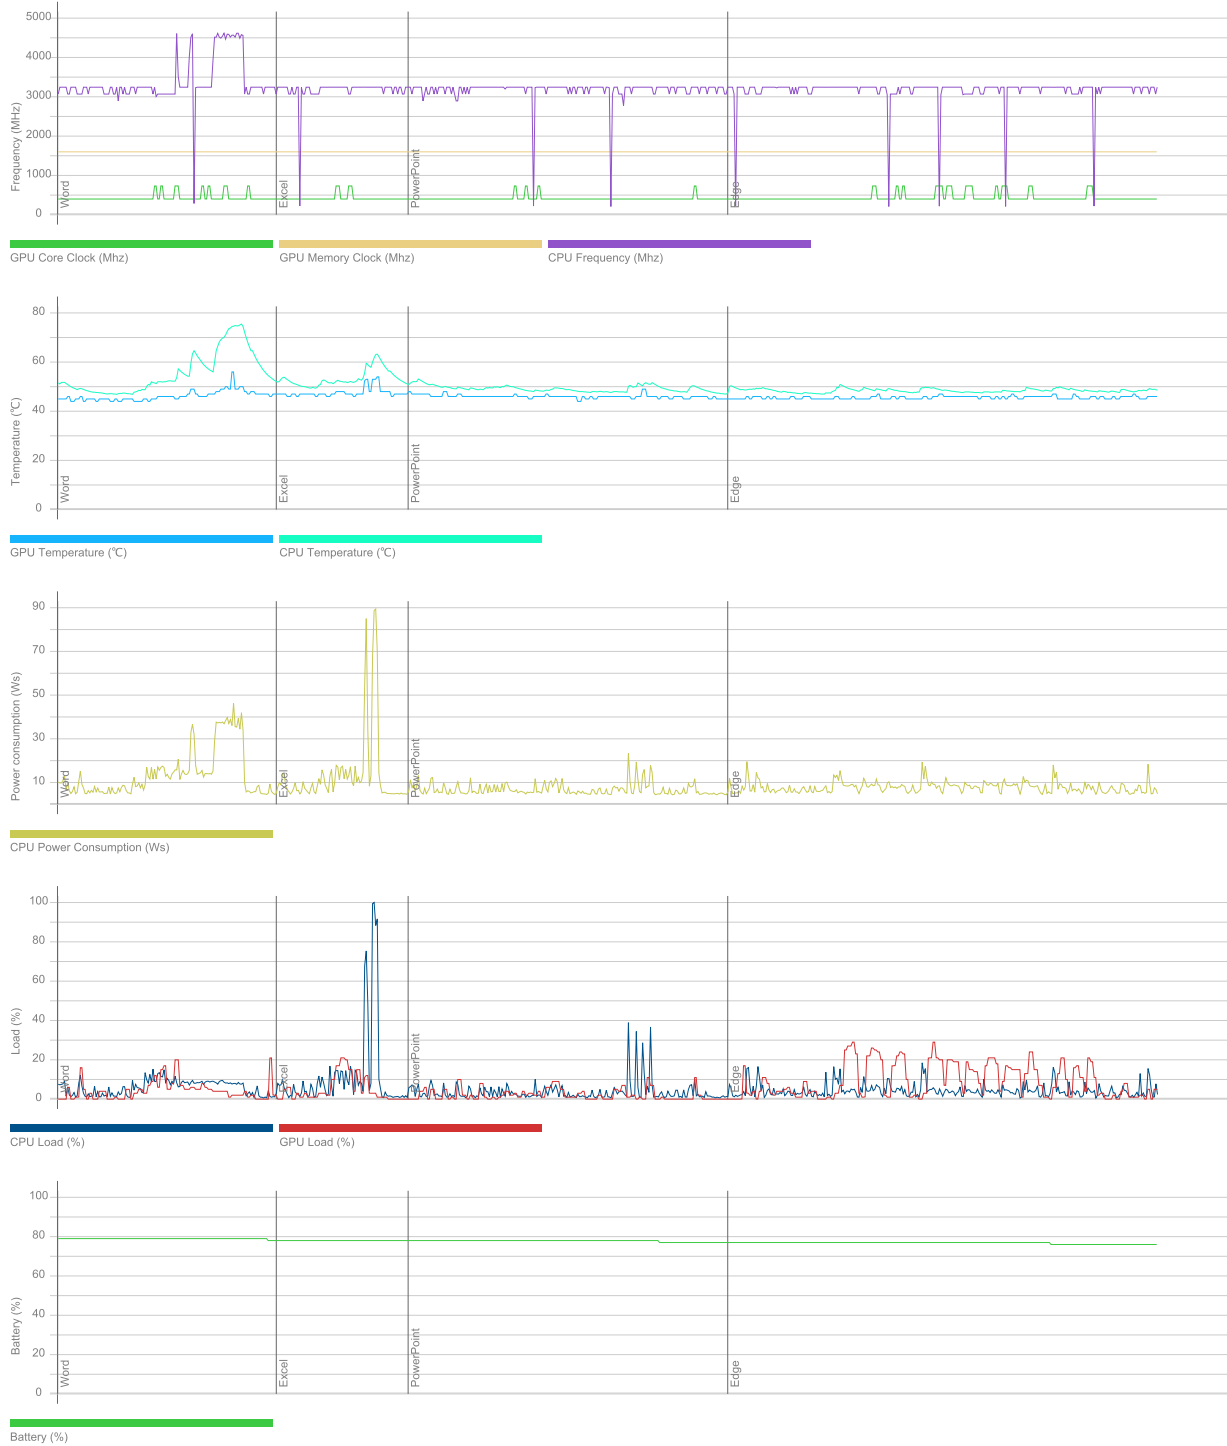 5000
4000
3000
2000
1000
0
Frequency (MHz)
Word
Excel
PowerPoint
Edge
GPU Core Clock (Mhz)
GPU Memory Clock (Mhz)
CPU Frequency (Mhz)
80
60
40
20
0
Temperature (℃)
Word
Excel
PowerPoint
Edge
GPU Temperature (℃)
CPU Temperature (℃)
90
70
50
30
10
Power consumption (Ws)
Word
Excel
PowerPoint
Edge
CPU Power Consumption (Ws)
100
80
60
40
20
0
Load (%)
Word
Excel
PowerPoint
Edge
CPU Load (%)
GPU Load (%)
100
80
60
40
20
0
Battery (%)
Word
Excel
PowerPoint
Edge
Battery (%)